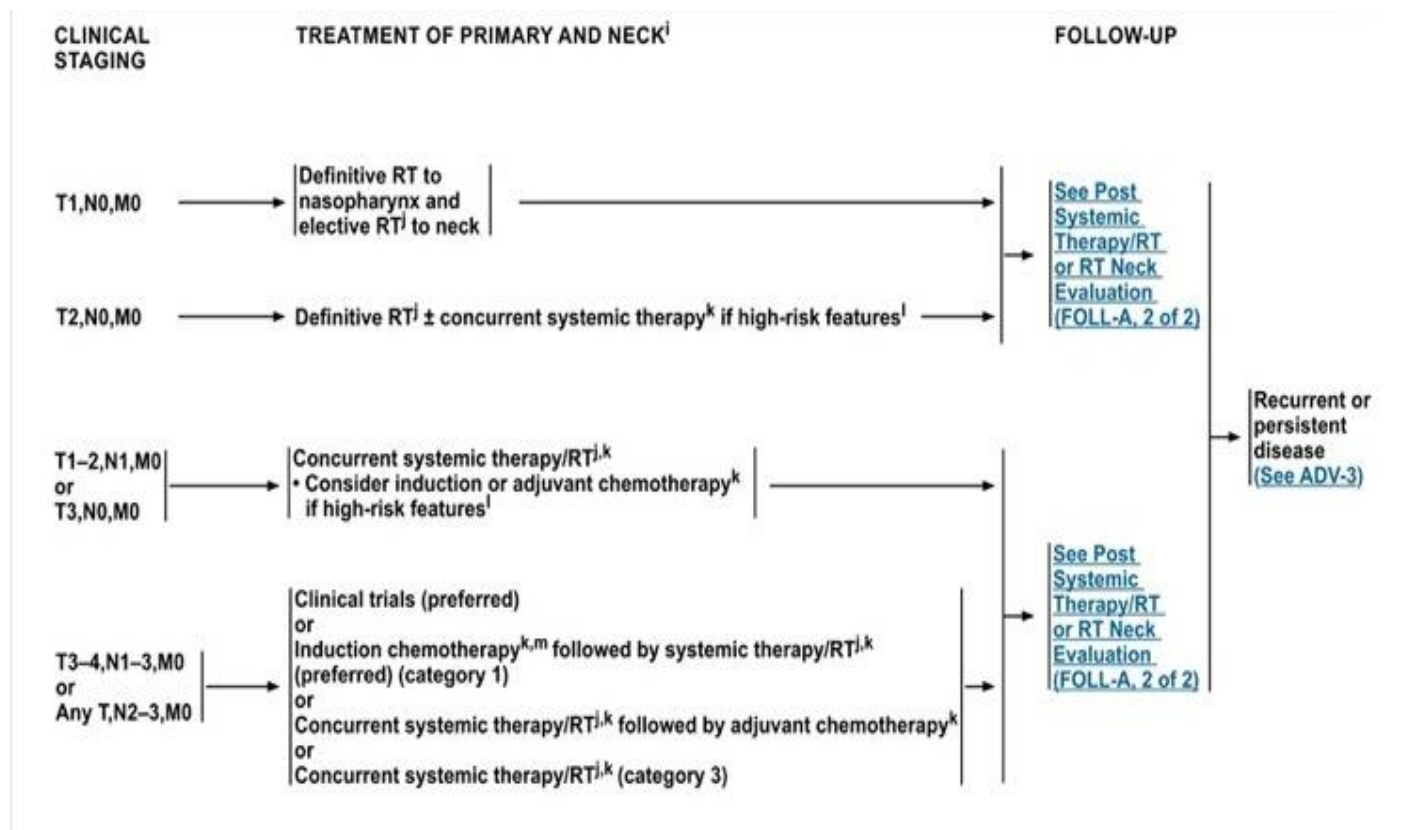 CLINICAL
STAGING
TREATMENT OF PRIMARY AND NECKⁱ
FOLLOW-UP
T1,N0,M0
Definitive RT to
nasopharynx and
elective RTʲ to neck
T2,N0,M0
Definitive RTʲ ± concurrent systemic therapyᵏ if high-risk featuresˡ
See Post
Systemic
Therapy/RT
or RT Neck
Evaluation
(FOLL-A, 2 of 2)
T1–2,N1,M0
or
T3,N0,M0
Concurrent systemic therapy/RTʲ,ᵏ
• Consider induction or adjuvant chemotherapyᵏ
if high-risk featuresˡ
T3–4,N1–3,M0
or
Any T,N2–3,M0
Clinical trials (preferred)
or
Induction chemotherapyᵏ,ᵐ followed by systemic therapy/RTʲ,ᵏ
(preferred) (category 1)
or
Concurrent systemic therapy/RTʲ,ᵏ followed by adjuvant chemotherapyᵏ
or
Concurrent systemic therapy/RTʲ,ᵏ (category 3)
See Post
Systemic
Therapy/RT
or RT Neck
Evaluation
(FOLL-A, 2 of 2)
Recurrent or
persistent
disease
(See ADV-3)